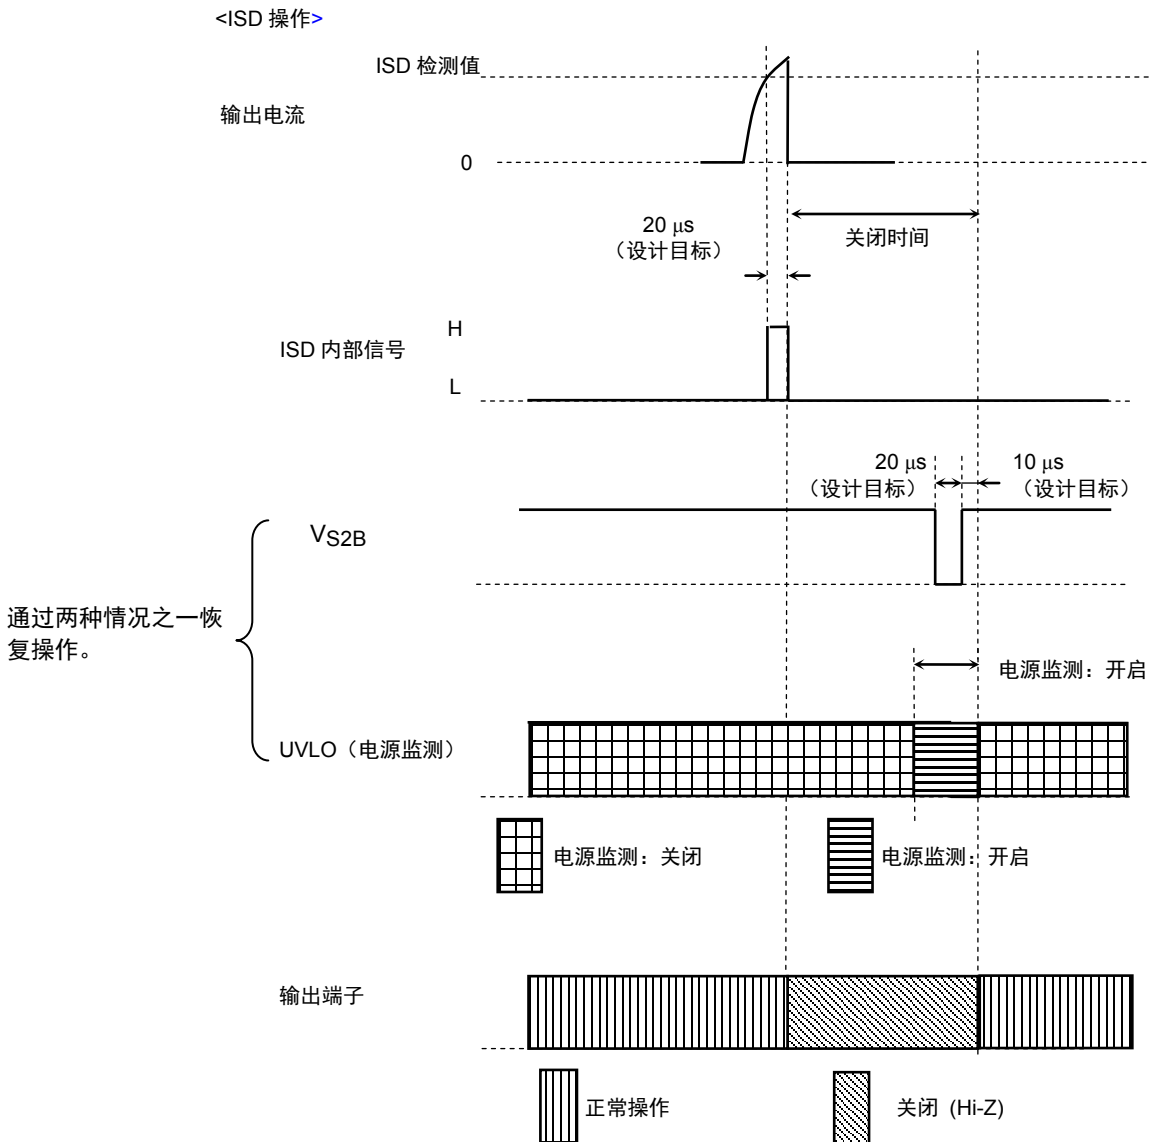 <ISD 操作>
ISD 检测值
输出电流
0
20 μs
（设计目标）
关闭时间
H
ISD 内部信号
L
20 μs
（设计目标）
10 μs
（设计目标）
VS2B
通过两种情况之一恢
复操作。
电源监测：开启
UVLO（电源监测）
电源监测：关闭
电源监测：开启
输出端子
正常操作
关闭 (Hi-Z)